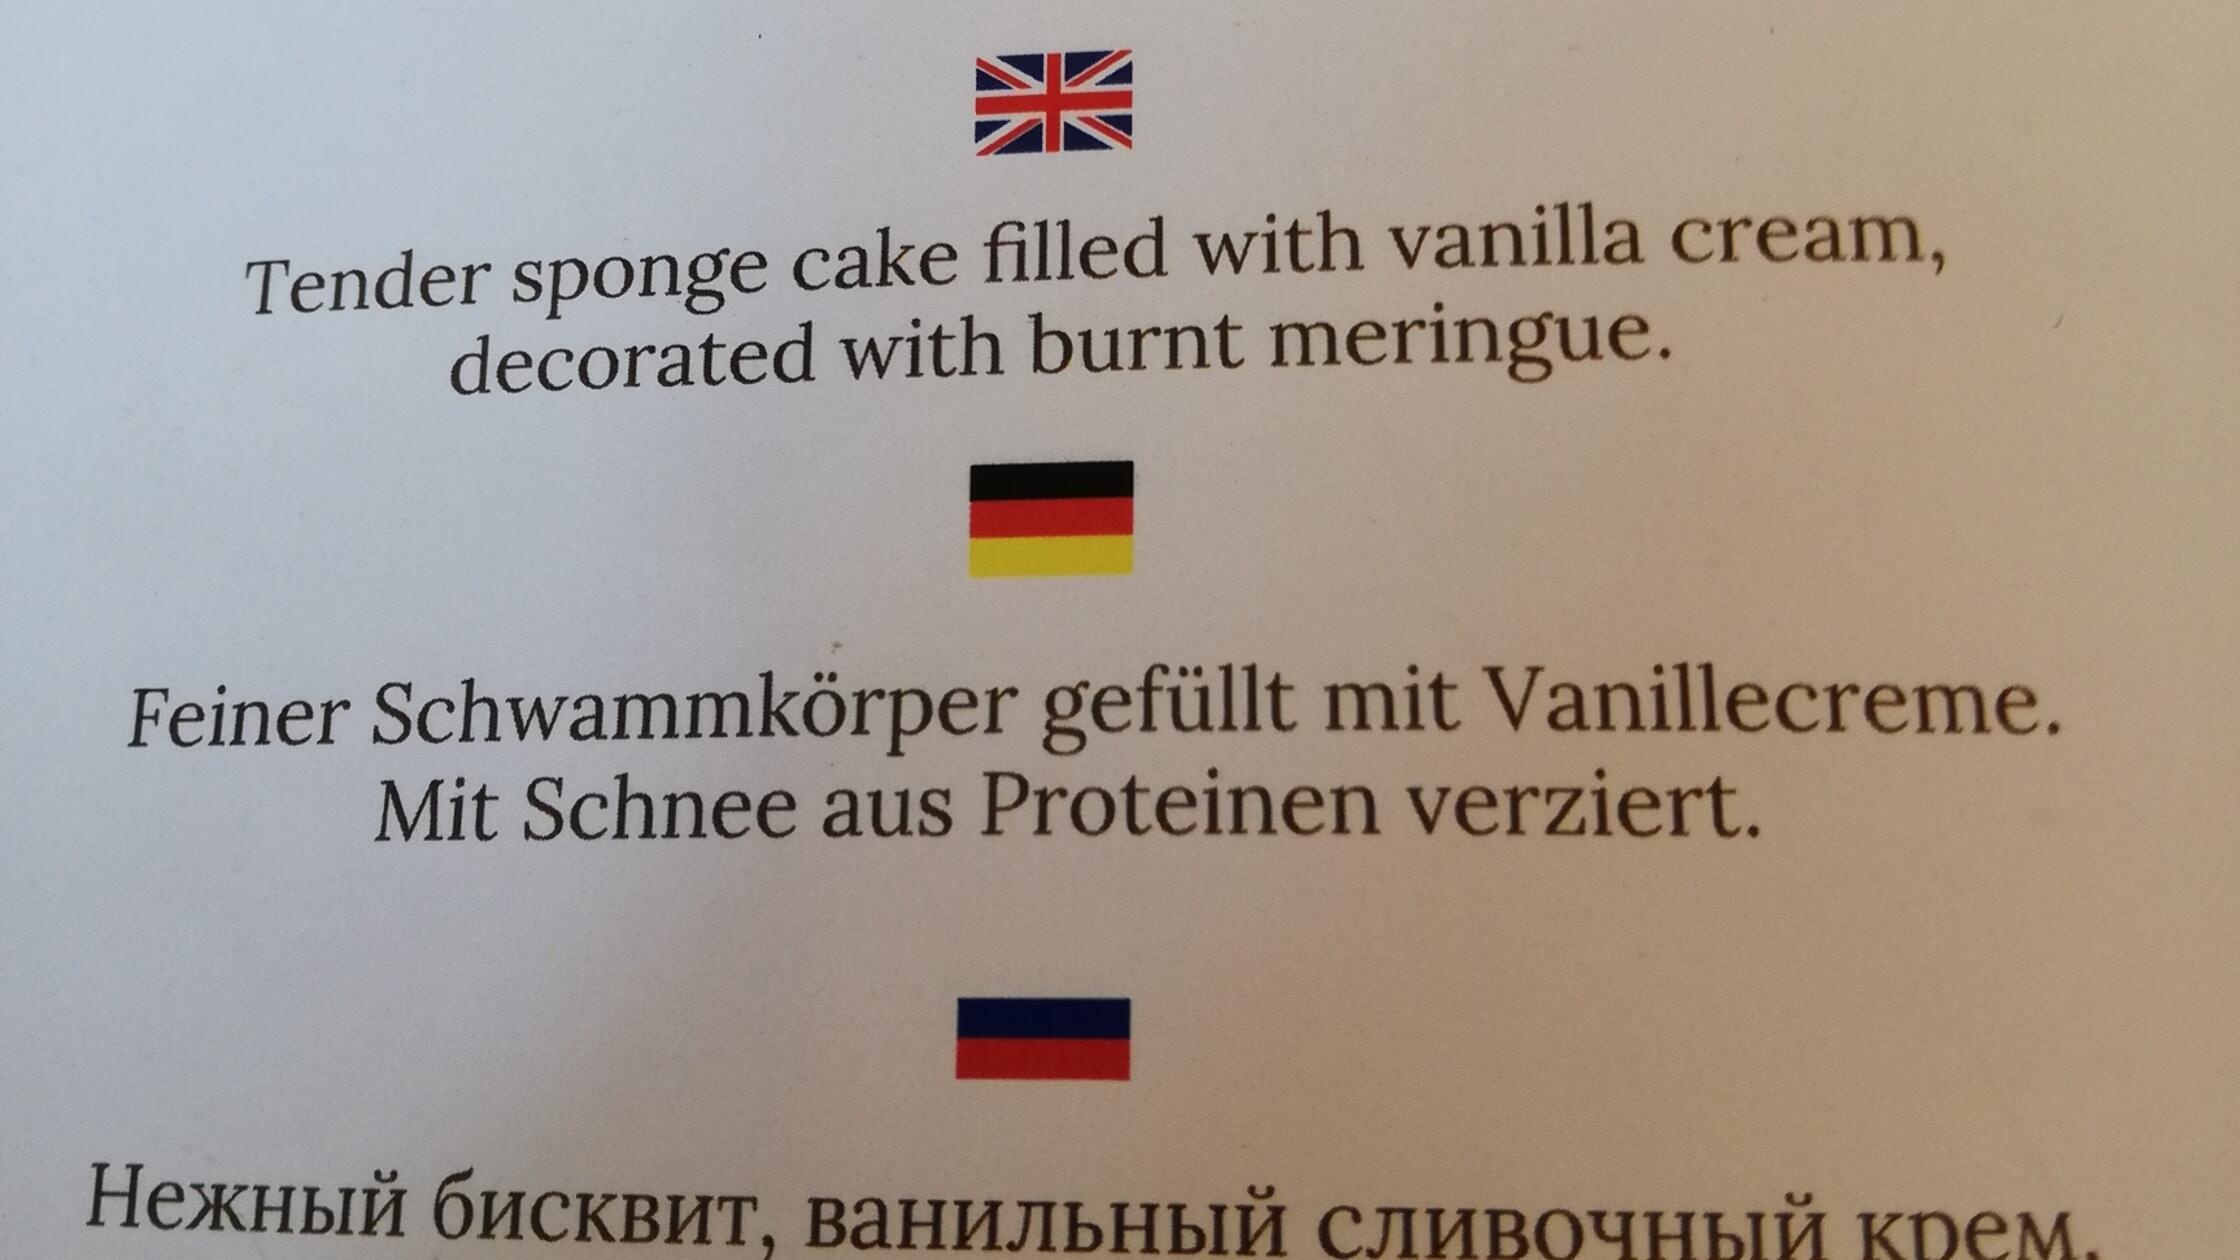 Tender sponge cake filled with vanilla cream,
decorated with burnt meringue.
Feiner Schwammkörper gefüllt mit Vanillecreme.
Mit Schnee aus Proteinen verziert.
Нежный бисквит, ванильный сливочный крем,